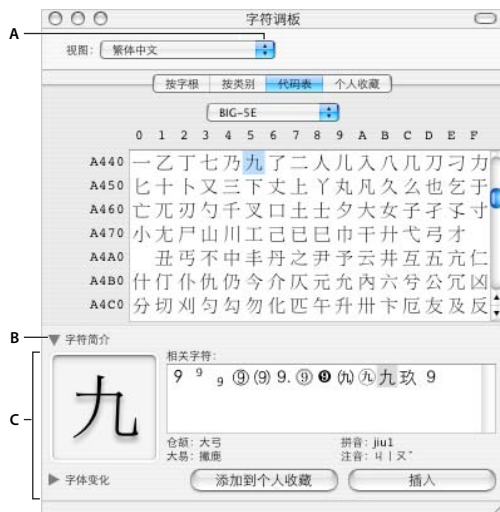 字符调板
A
视图: 繁体中文
按字根 按类别 代码表 个人收藏
BIG-5E
0 1 2 3 4 5 6 7 8 9 A B C D E F
A440 一乙丁七乃九了二人儿入八几刀刁力
A450 匕十卜又三下丈上丫丸凡久么也乞于
A460 亡兀刃勺千叉口土士夕大女子孑孓寸
A470 小尢尸山川工己已巳巾干廾弋弓才
A4A0 丑丐不中丰丹之尹予云井互五亢仁
A4B0 什仃仆仇仍今介仄元允內六兮公冗凶
A4C0 分切刈勻勾勿化匹午升卅卞厄友及反
B
字符简介
相关字符:
C
九
9 ⁹ ₉ ⑨ ⑼ 9. ⑨ ❾ ㈈ ㊈ 九 玖 9
仓颉: 大弓 拼音: jiu1
大易: 撇鹿 注音: ㄐㄧㄡˇ
字体变化 添加到个人收藏 插入